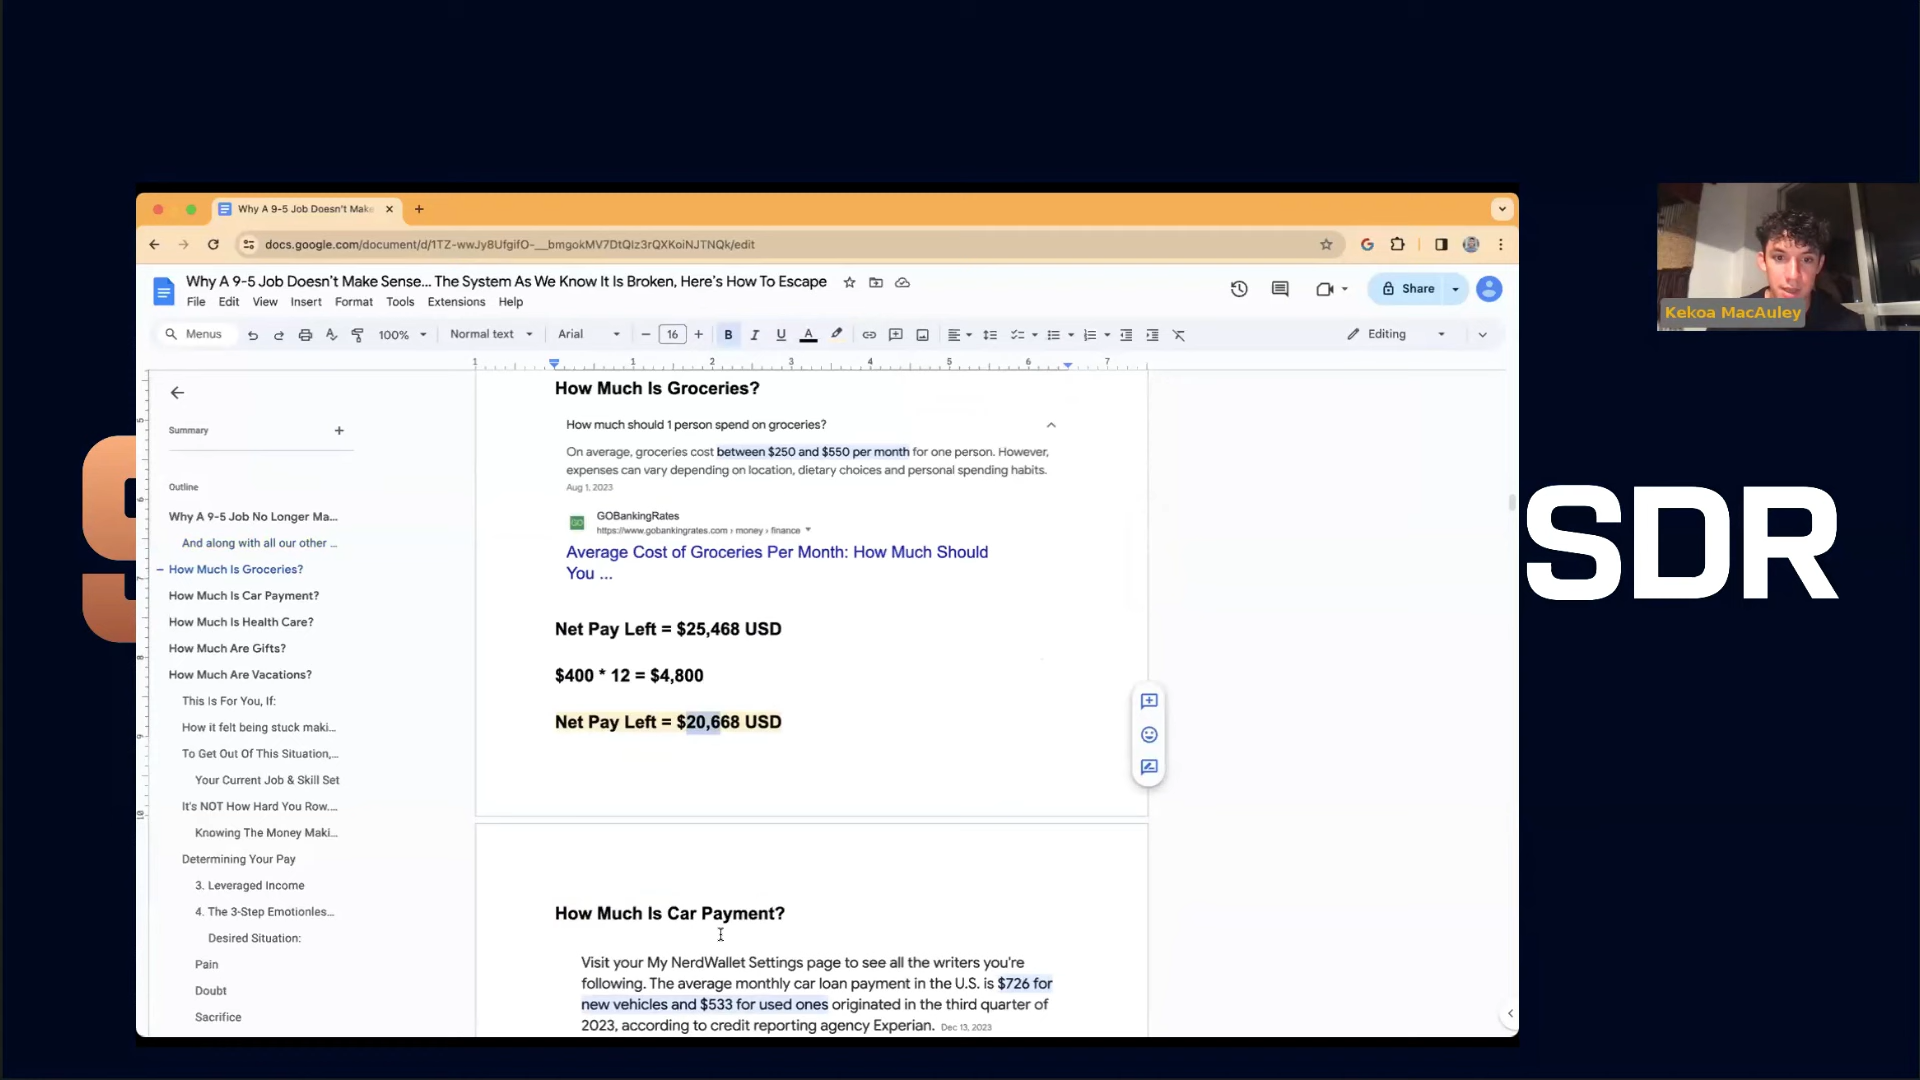 Why A 9-5 Job Doesn't Make
docs.google.com/document/d/1TZ-wwJy8UfgifO-__bmgokMV7DtQIz3rQXKoiNJTNQk/edit
Why A 9-5 Job Doesn't Make Sense... The System As We Know It Is Broken, Here's How To Escape
File Edit View Insert Format Tools Extensions Help
Share
Menus 100% Normal text Arial 16 B I U A Editing
1 1 2 3 4 5 6 7
Kekoa MacAuley
Summary
Outline
Why A 9-5 Job No Longer Ma...
And along with all our other ...
How Much Is Groceries?
How Much Is Car Payment?
How Much Is Health Care?
How Much Are Gifts?
How Much Are Vacations?
This Is For You, If:
How it felt being stuck maki...
To Get Out Of This Situation,...
Your Current Job & Skill Set
It's NOT How Hard You Row....
Knowing The Money Maki...
Determining Your Pay
3. Leveraged Income
4. The 3-Step Emotionles...
Desired Situation:
Pain
Doubt
Sacrifice
How Much Is Groceries?
How much should 1 person spend on groceries?
On average, groceries cost between $250 and $550 per month for one person. However,
expenses can vary depending on location, dietary choices and personal spending habits.
Aug 1, 2023
GO
GOBankingRates
https://www.gobankingrates.com › money › finance
Average Cost of Groceries Per Month: How Much Should
You ...
Net Pay Left = $25,468 USD
$400 * 12 = $4,800
Net Pay Left = $20,668 USD
How Much Is Car Payment?
Visit your My NerdWallet Settings page to see all the writers you're
following. The average monthly car loan payment in the U.S. is $726 for
new vehicles and $533 for used ones originated in the third quarter of
2023, according to credit reporting agency Experian. Dec 13, 2023
SDR